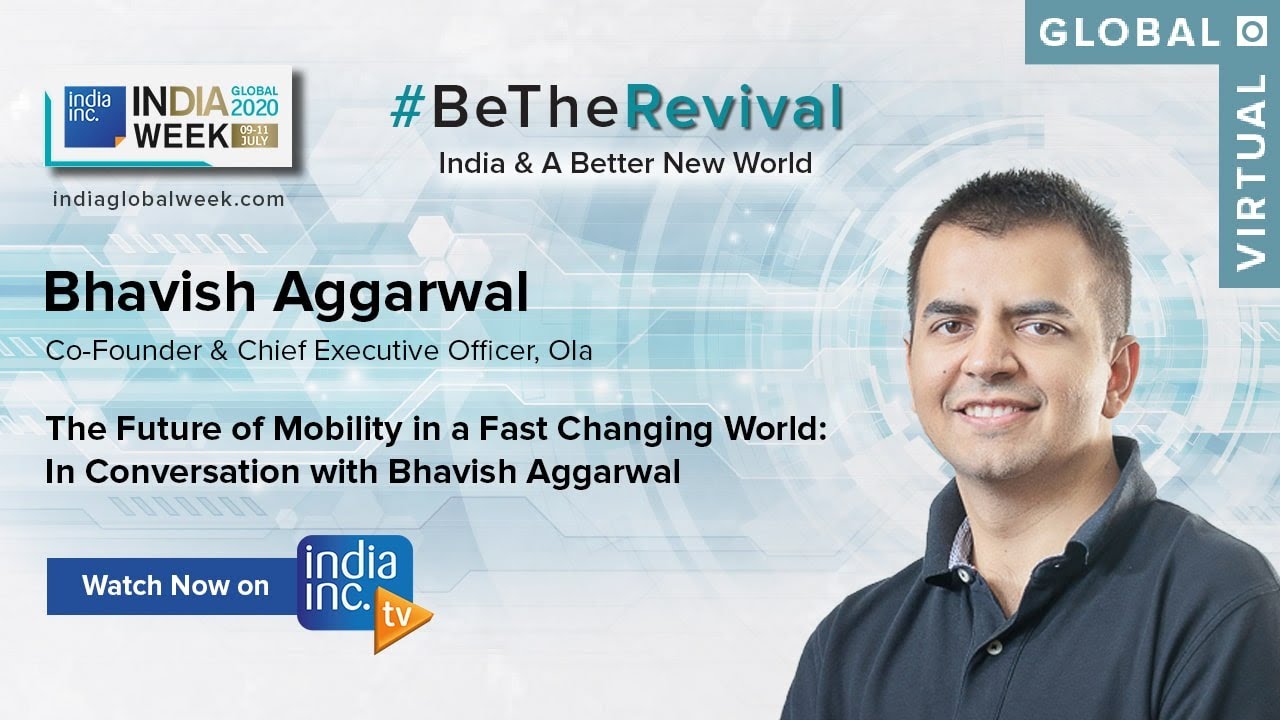 GLOBAL
VIRTUAL
india
inc.
INDIA
WEEK
GLOBAL
2020
09-11
JULY
indiaglobalweek.com
#BeTheRevival
India & A Better New World
Bhavish Aggarwal
Co-Founder & Chief Executive Officer, Ola
The Future of Mobility in a Fast Changing World:
In Conversation with Bhavish Aggarwal
Watch Now on
india
inc.
tv